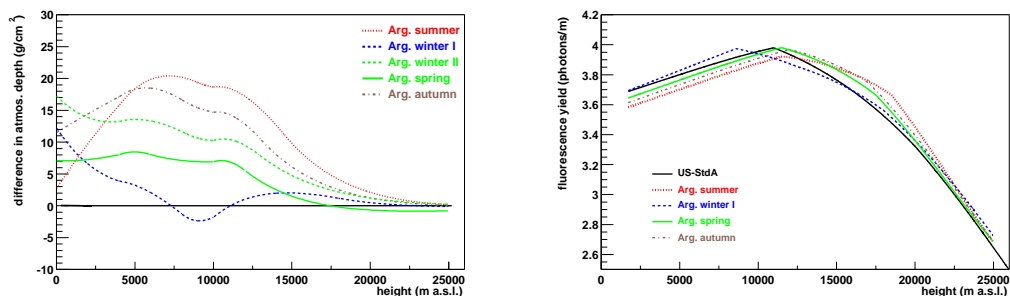 difference in atmos. depth (g/cm²)
30
25
20
15
10
5
0
-5
-10
0 5000 10000 15000 20000 25000
height (m a.s.l.)
Arg. summer
Arg. winter I
Arg. winter II
Arg. spring
Arg. autumn
fluorescence yield (photons/m)
4.2
4
3.8
3.6
3.4
3.2
3
2.8
2.6
0 5000 10000 15000 20000 25000
height (m a.s.l.)
US-StdA
Arg. summer
Arg. winter I
Arg. spring
Arg. autumn